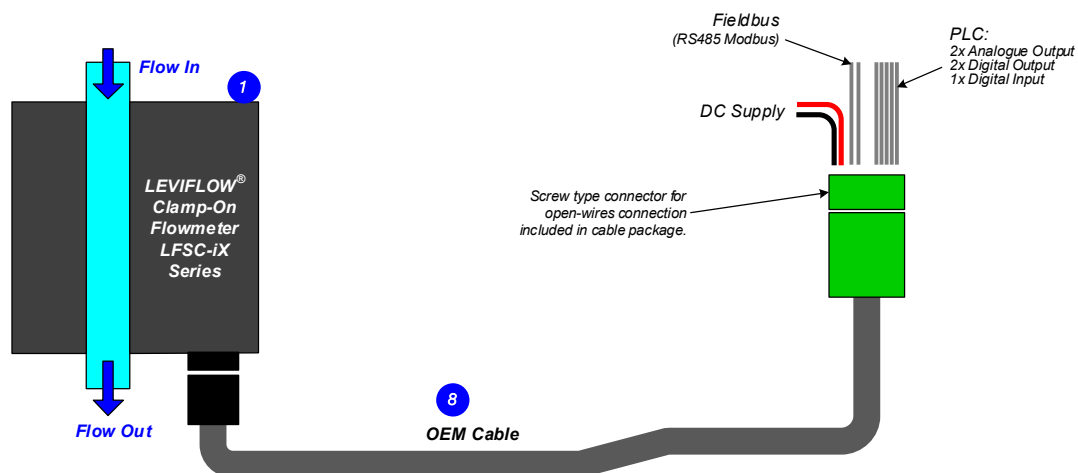 Flow In
1
LEVIFLOW®
Clamp-On
Flowmeter
LFSC-iX
Series
Flow Out
8
OEM Cable
Fieldbus
(RS485 Modbus)
PLC:
2x Analogue Output
2x Digital Output
1x Digital Input
DC Supply
Screw type connector for
open-wires connection
included in cable package.